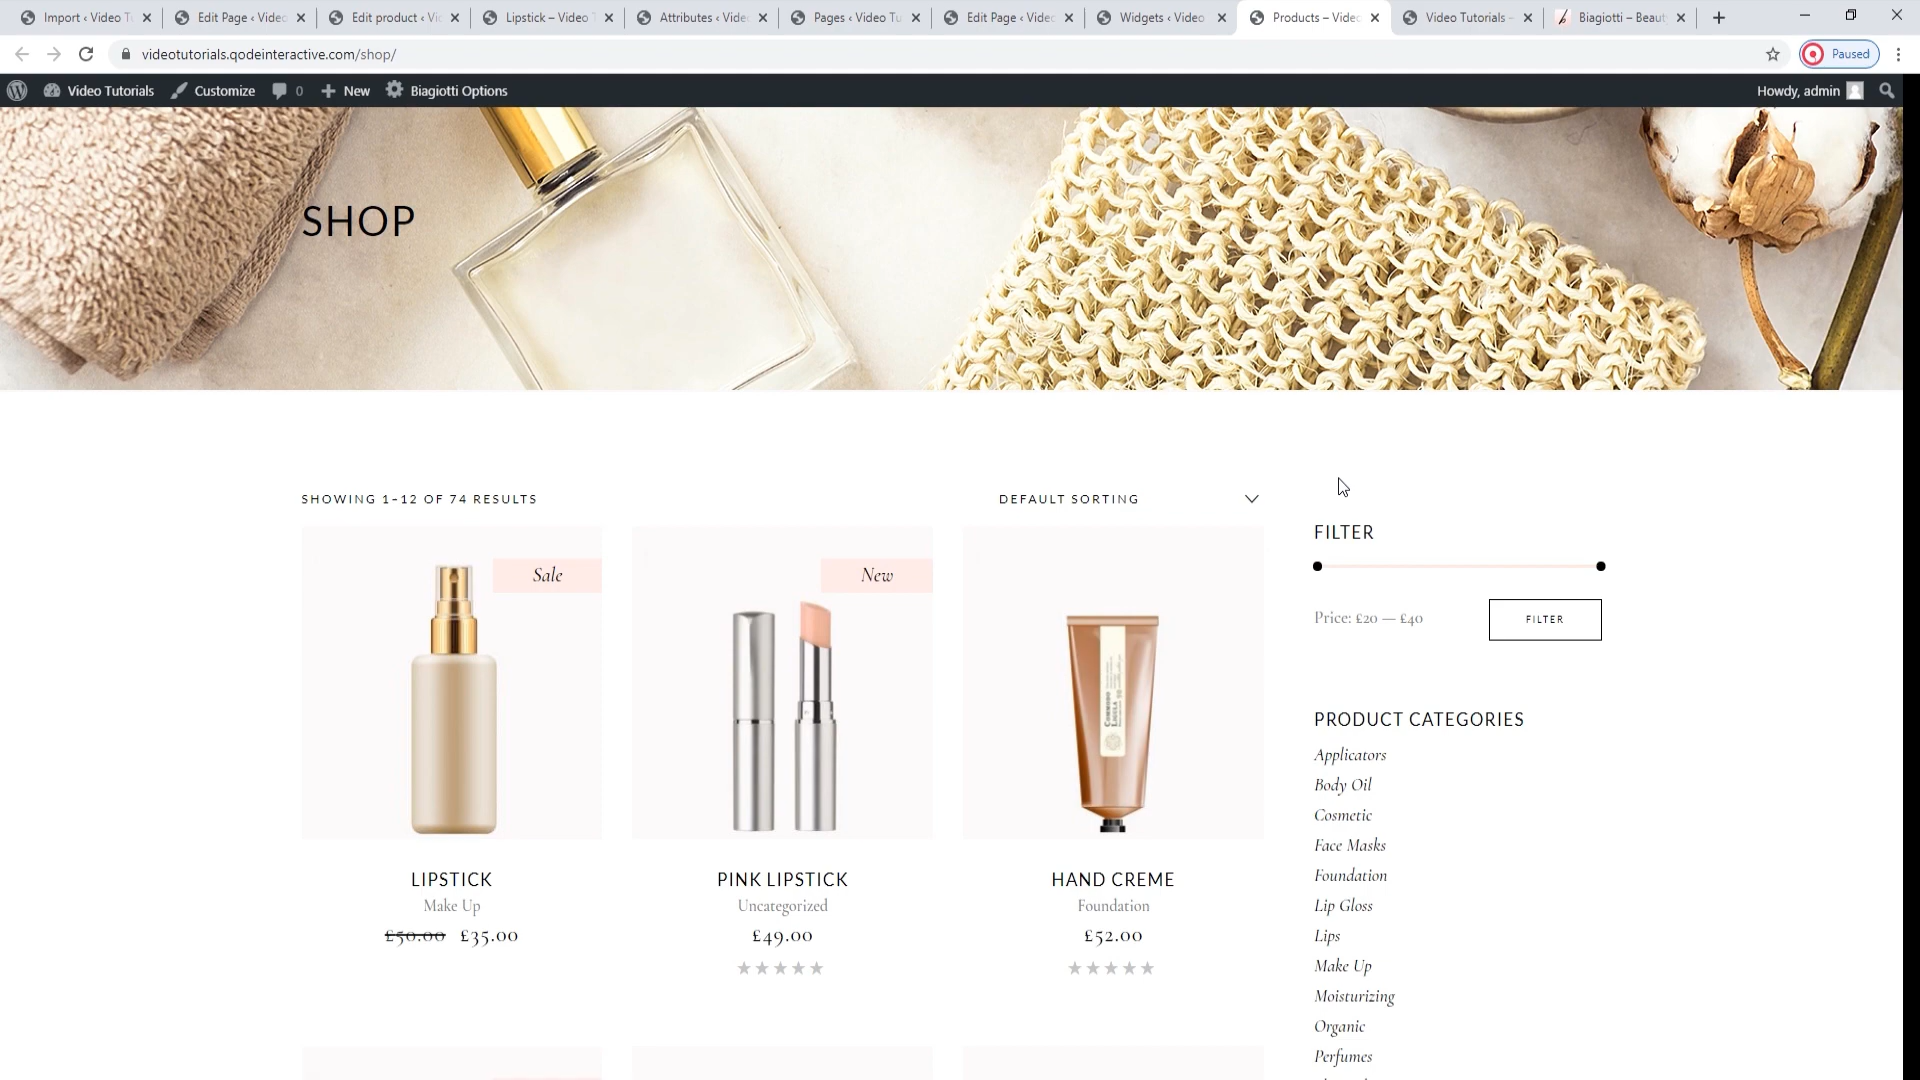 Import ‹ Video T
Edit Page ‹ Video
Edit product ‹ Vi
Lipstick – Video T
Attributes ‹ Vide
Pages ‹ Video Tu
Edit Page ‹ Video
Widgets ‹ Video
Products – Video
Video Tutorials –
Biagiotti – Beaut
videotutorials.qodeinteractive.com/shop/
Paused
Video Tutorials
Customize
0
New
Biagiotti Options
Howdy, admin
SHOP
SHOWING 1–12 OF 74 RESULTS
DEFAULT SORTING
Sale
New
LIPSTICK
Make Up
£50.00 £35.00
PINK LIPSTICK
Uncategorized
£49.00
HAND CREME
Foundation
£52.00
FILTER
Price: £20 — £40
FILTER
PRODUCT CATEGORIES
Applicators
Body Oil
Cosmetic
Face Masks
Foundation
Lip Gloss
Lips
Make Up
Moisturizing
Organic
Perfumes